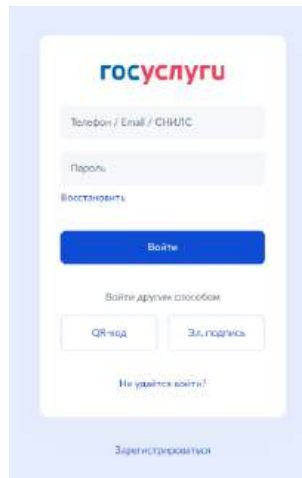 госуслуги
Телефон / Email / СНИЛС
Пароль
Восстановить
Войти
Войти другим способом
QR-код
Эл. подпись
Не удаётся войти?
Зарегистрироваться